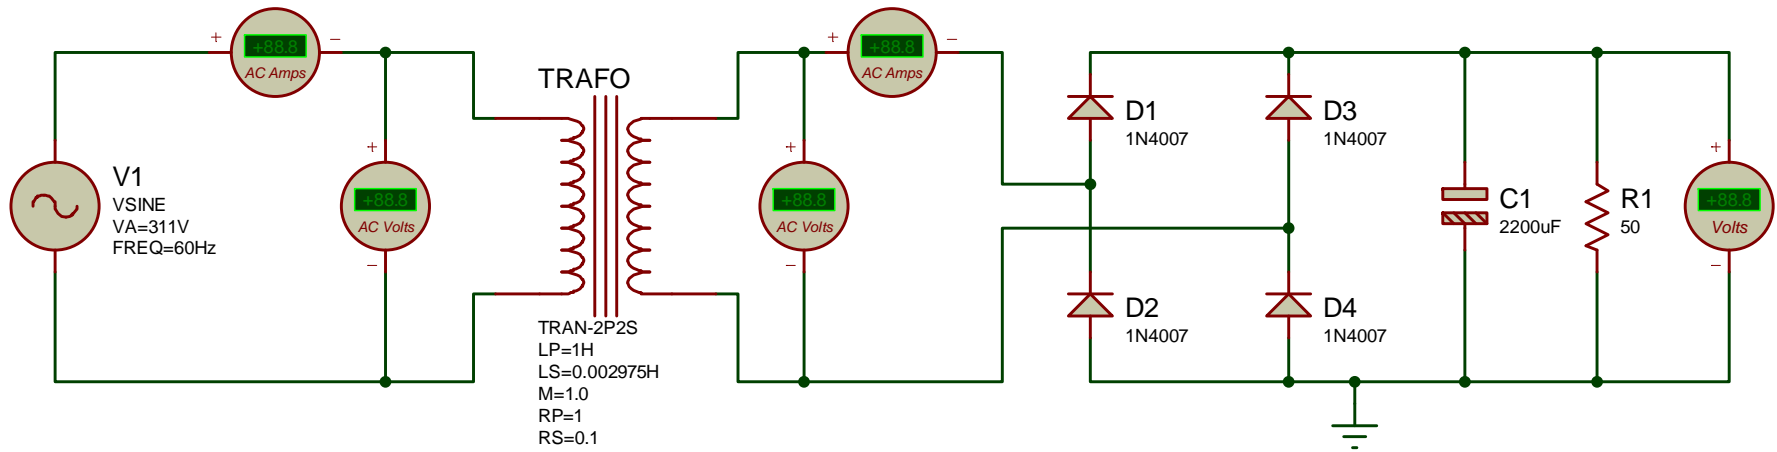 +
+88.8
AC Amps
−
V1
VSINE
VA=311V
FREQ=60Hz
+
+88.8
AC Volts
−
TRAFO
TRAN-2P2S
LP=1H
LS=0.002975H
M=1.0
RP=1
RS=0.1
+
+88.8
AC Amps
−
+
+88.8
AC Volts
−
D1
1N4007
D3
1N4007
D2
1N4007
D4
1N4007
C1
2200uF
R1
50
+
+88.8
Volts
−